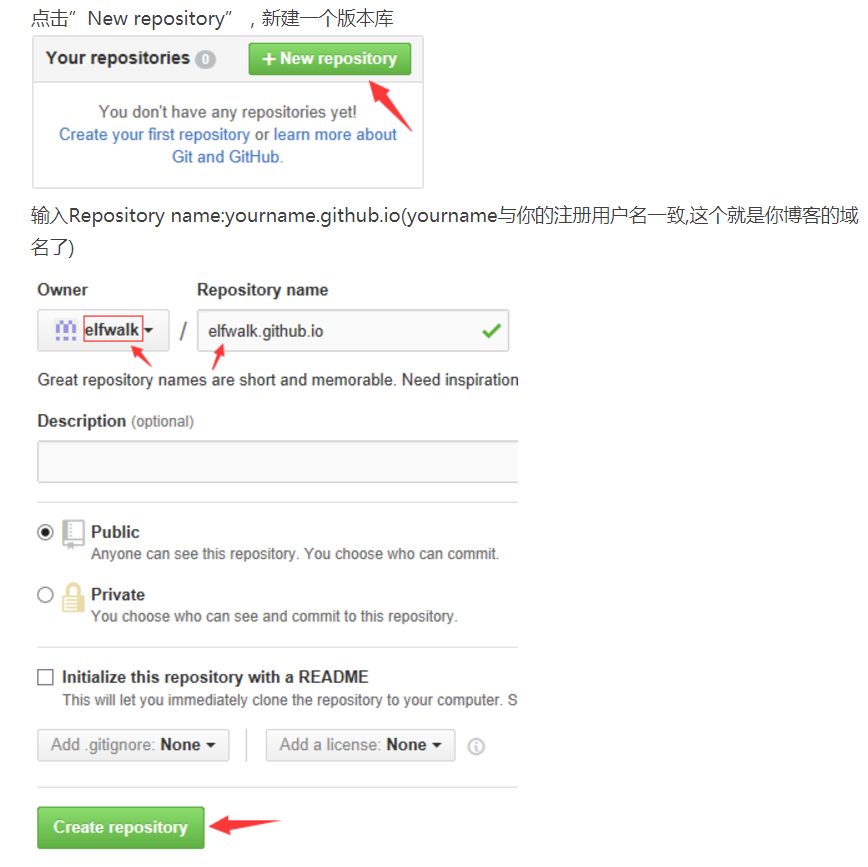 点击”New repository” ，新建一个版本库
Your repositories 0
+ New repository
You don't have any repositories yet!
Create your first repository or learn more about
Git and GitHub.
输入Repository name:yourname.github.io(yourname与你的注册用户名一致,这个就是你博客的域
名了)
Owner
Repository name
elfwalk
/
elfwalk.github.io
Great repository names are short and memorable. Need inspiration
Description (optional)
Public
Anyone can see this repository. You choose who can commit.
Private
You choose who can see and commit to this repository.
Initialize this repository with a README
This will let you immediately clone the repository to your computer. S
Add .gitignore: None
Add a license: None
Create repository